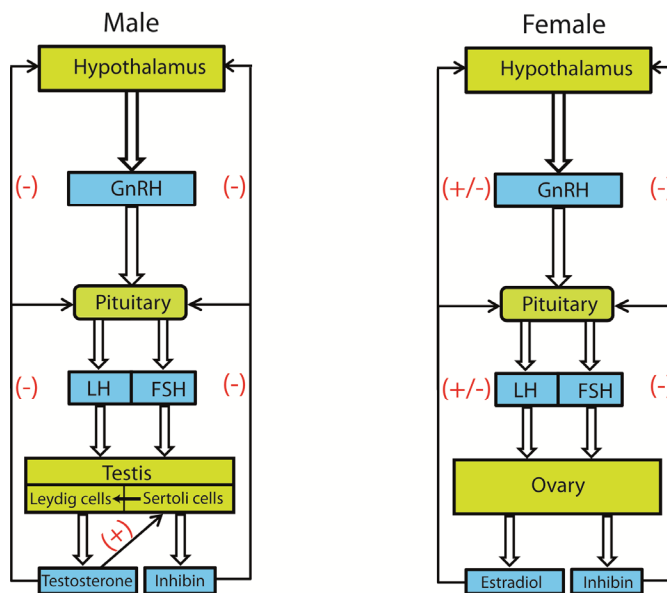 Male
Hypothalamus
(-) GnRH (-)
Pituitary
(-) LH FSH (-)
Testis
Leydig cells Sertoli cells
(+)
Testosterone Inhibin
Female
Hypothalamus
(+/-) GnRH (-)
Pituitary
(+/-) LH FSH (-)
Ovary
Estradiol Inhibin